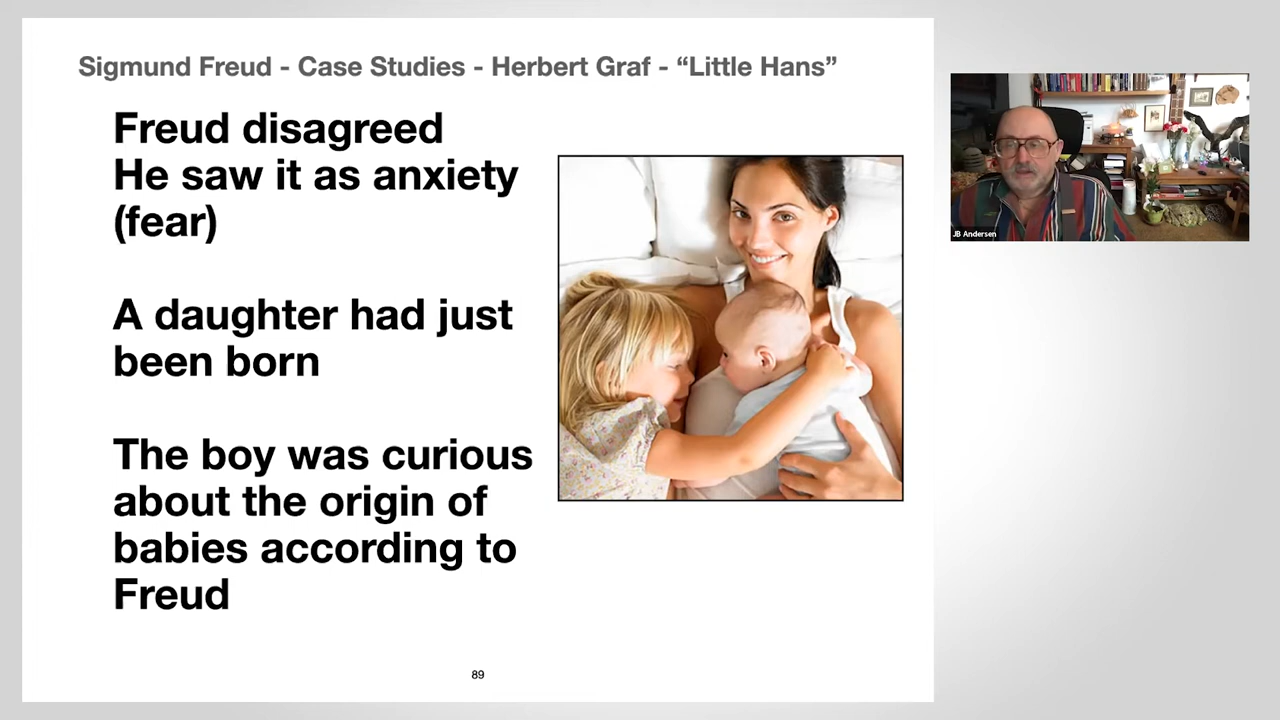 Sigmund Freud - Case Studies - Herbert Graf - “Little Hans”
Freud disagreed
He saw it as anxiety
(fear)
A daughter had just
been born
The boy was curious
about the origin of
babies according to
Freud
89
JB Andersen